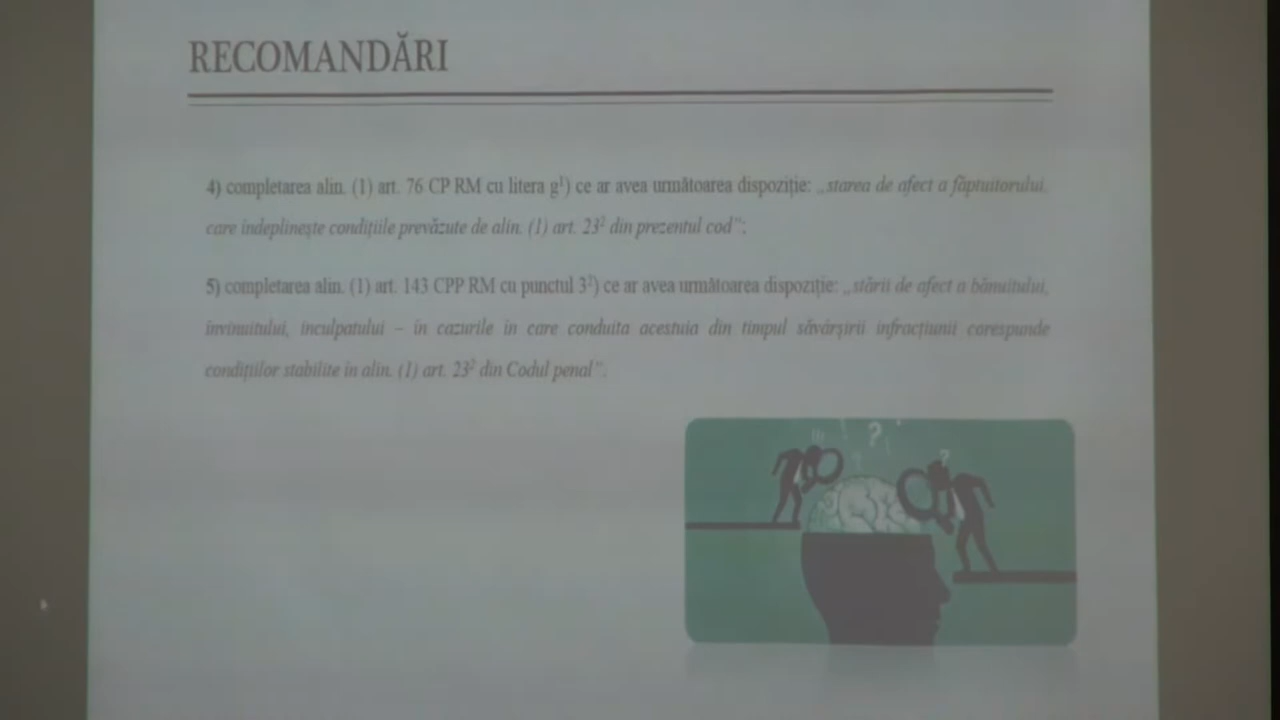 RECOMANDĂRI
4) completarea alin. (1) art. 76 CP RM cu litera g¹) ce ar avea următoarea dispoziție: „starea de afect a făptuitorului,
care îndeplinește condițiile prevăzute de alin. (1) art. 23² din prezentul cod”;
5) completarea alin. (1) art. 143 CPP RM cu punctul 3²) ce ar avea următoarea dispoziție: „stării de afect a bănuitului,
învinuitului, inculpatului – în cazurile în care conduita acestuia din timpul săvârșirii infracțiunii corespunde
condițiilor stabilite în alin. (1) art. 23² din Codul penal”.
? ?